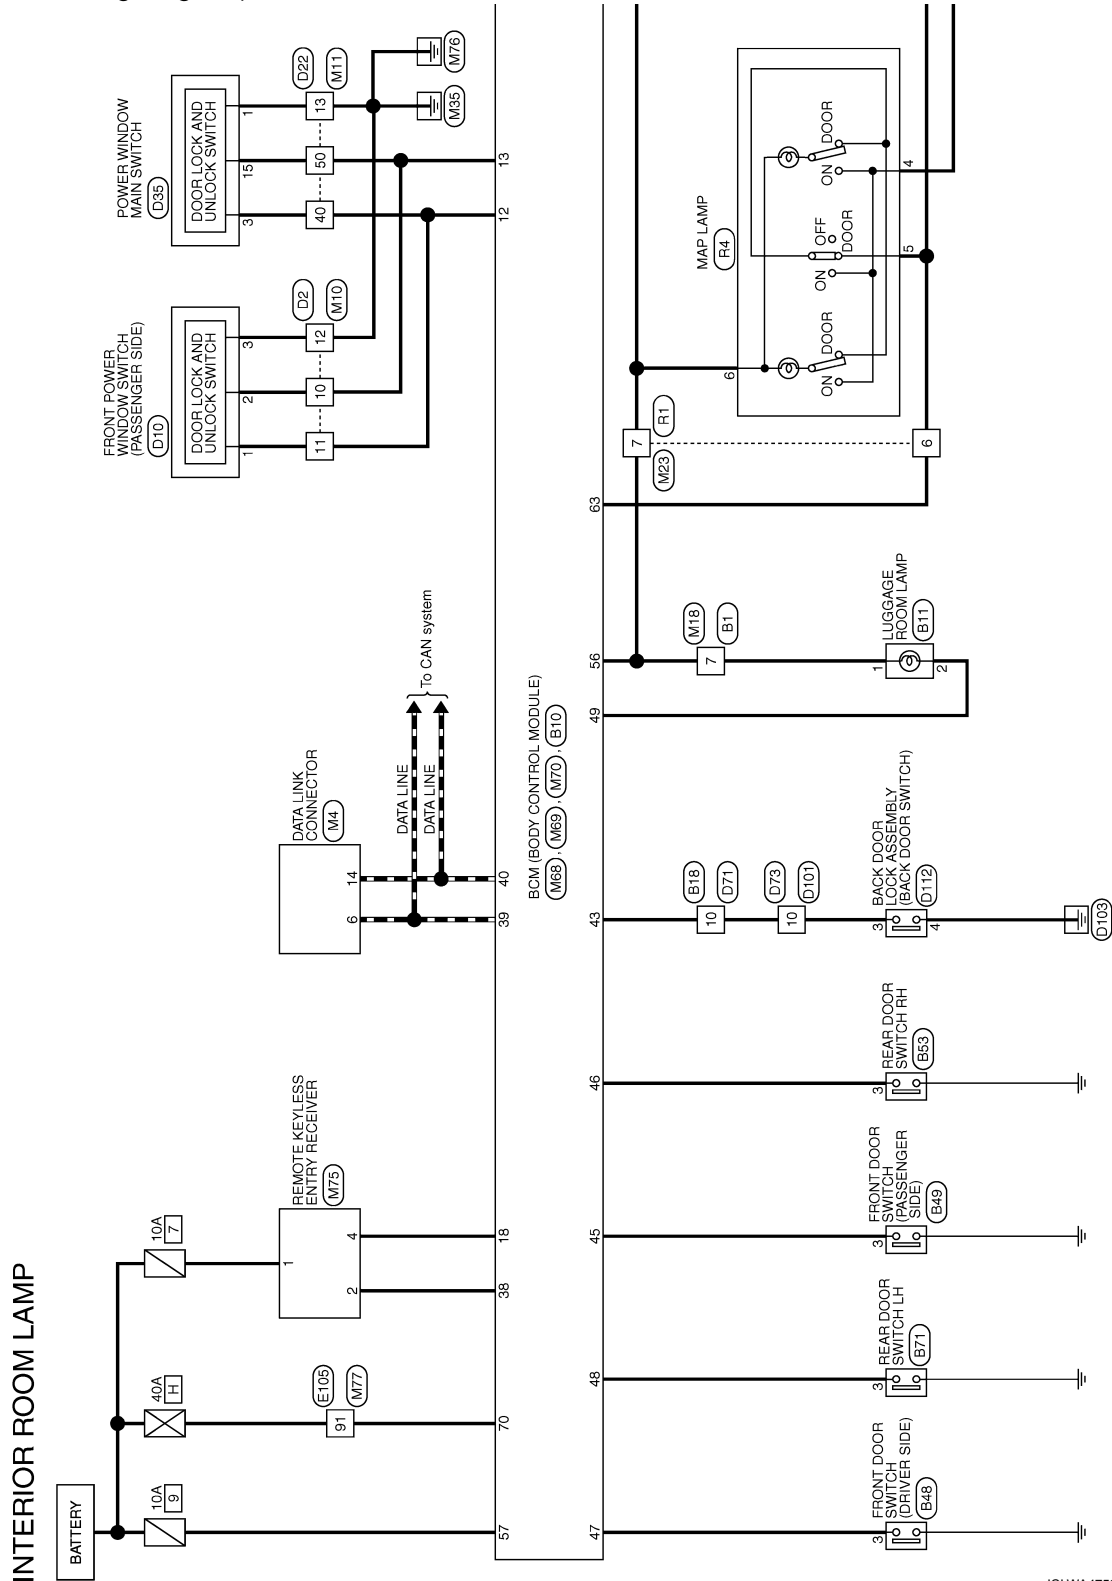 INTERIOR ROOM LAMP
BATTERY
10A
9
40A
H
10A
7
E105
M77
91
REMOTE KEYLESS
ENTRY RECEIVER
M75
1
2
4
DATA LINK
CONNECTOR
M4
6
14
DATA LINE
DATA LINE
To CAN system
FRONT POWER
WINDOW SWITCH
(PASSENGER SIDE)
D10
DOOR LOCK AND
UNLOCK SWITCH
1
2
3
11
10
12
D2
M10
POWER WINDOW
MAIN SWITCH
D35
DOOR LOCK AND
UNLOCK SWITCH
3
15
1
40
50
13
D22
M11
M35
M76
57
70
38
18
39
40
12
13
BCM (BODY CONTROL MODULE)
M68 , M69 , M70 , B10
47
48
45
46
43
49
56
63
FRONT DOOR
SWITCH
(DRIVER SIDE)
B48
3
REAR DOOR
SWITCH LH
B71
3
FRONT DOOR
SWITCH
(PASSENGER
SIDE)
B49
3
REAR DOOR
SWITCH RH
B53
3
B18
D71
10
D73
D101
10
BACK DOOR
LOCK ASSEMBLY
(BACK DOOR SWITCH)
D112
3
4
D103
M18
B1
7
LUGGAGE
ROOM LAMP
B11
1
2
M23
R1
7
6
MAP LAMP
R4
6
5
4
ON
DOOR
ON
OFF
DOOR
ON
DOOR